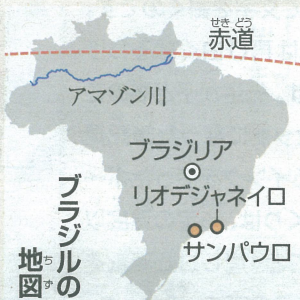 せきどう
赤道
アマゾン川
ブラジリア
リオデジャネイロ
サンパウロ
ブラジルの
地図
ちず